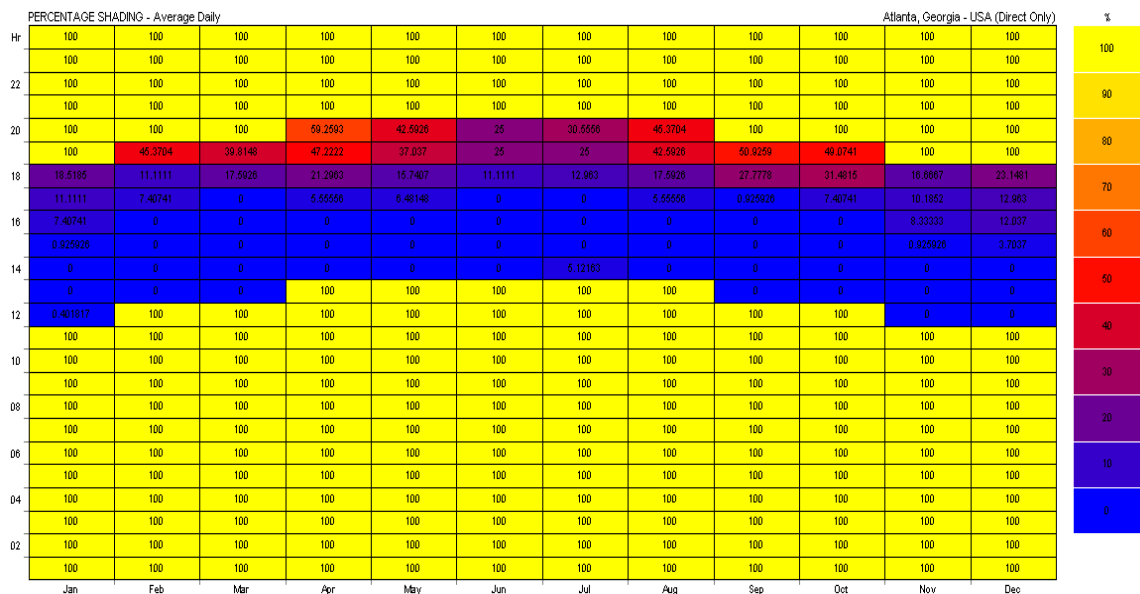 PERCENTAGE SHADING - Average Daily Atlanta, Georgia - USA (Direct Only)
Hr 100 100 100 100 100 100 100 100 100 100 100 100
100 100 100 100 100 100 100 100 100 100 100 100
22 100 100 100 100 100 100 100 100 100 100 100 100
100 100 100 100 100 100 100 100 100 100 100 100
20 100 100 100 59.2593 42.5926 25 30.5556 45.3704 100 100 100 100
100 45.3704 39.8148 47.2222 37.037 25 25 42.5926 50.9259 49.0741 100 100
18 18.5185 11.1111 17.5926 21.2963 15.7407 11.1111 12.963 17.5926 27.7778 31.4815 16.6667 23.1481
11.1111 7.40741 0 5.55556 6.48148 0 0 5.55556 0.925926 7.40741 10.1852 12.963
16 7.40741 0 0 0 0 0 0 0 0 0 8.33333 12.037
0.925926 0 0 0 0 0 0 0 0 0 0.925926 3.7037
14 0 0 0 0 0 0 5.12163 0 0 0 0 0
0 0 0 100 100 100 100 100 0 0 0 0
12 0.401917 100 100 100 100 100 100 100 100 100 0 0
100 100 100 100 100 100 100 100 100 100 100 100
10 100 100 100 100 100 100 100 100 100 100 100 100
100 100 100 100 100 100 100 100 100 100 100 100
08 100 100 100 100 100 100 100 100 100 100 100 100
100 100 100 100 100 100 100 100 100 100 100 100
06 100 100 100 100 100 100 100 100 100 100 100 100
100 100 100 100 100 100 100 100 100 100 100 100
04 100 100 100 100 100 100 100 100 100 100 100 100
100 100 100 100 100 100 100 100 100 100 100 100
02 100 100 100 100 100 100 100 100 100 100 100 100
100 100 100 100 100 100 100 100 100 100 100 100
Jan Feb Mar Apr May Jun Jul Aug Sep Oct Nov Dec
%
100
90
80
70
60
50
40
30
20
10
0